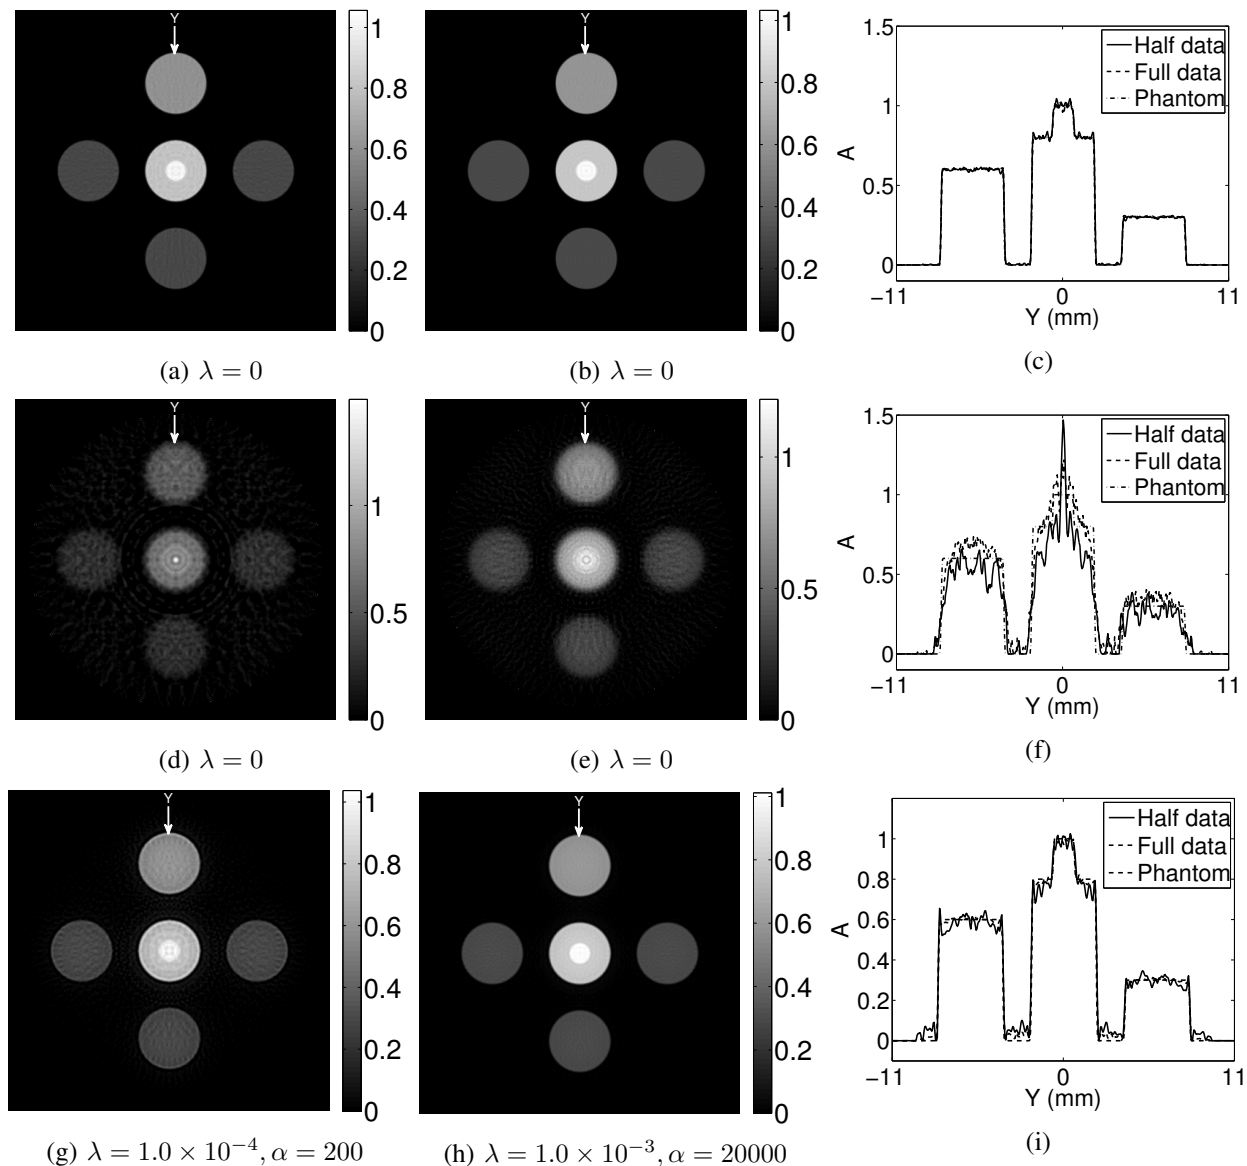 Y
1
0.8
0.6
0.4
0.2
0
(a) λ = 0
Y
1
0.8
0.6
0.4
0.2
0
(b) λ = 0
1.5
1
0.5
0
A
Half data
Full data
Phantom
−11 0 11
Y (mm)
(c)
Y
1
0.5
0
(d) λ = 0
Y
1
0.5
0
(e) λ = 0
1.5
1
0.5
0
A
Half data
Full data
Phantom
−11 0 11
Y (mm)
(f)
Y
1
0.8
0.6
0.4
0.2
0
(g) λ = 1.0 × 10⁻⁴, α = 200
Y
1
0.8
0.6
0.4
0.2
0
(h) λ = 1.0 × 10⁻³, α = 20000
1
0.8
0.6
0.4
0.2
0
A
Half data
Full data
Phantom
−11 0 11
Y (mm)
(i)